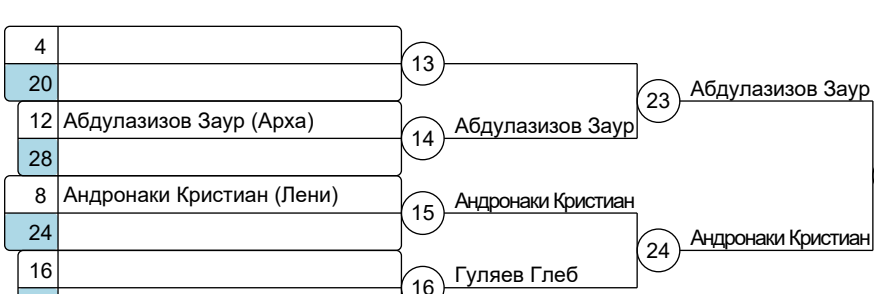 4
13
20
Абдулазизов Заур
23
12 Абдулазизов Заур (Арха)
14
Абдулазизов Заур
28
8 Андронаки Кристиан (Лени)
15
Андронаки Кристиан
24
24
Андронаки Кристиан
16
16
Гуляев Глеб